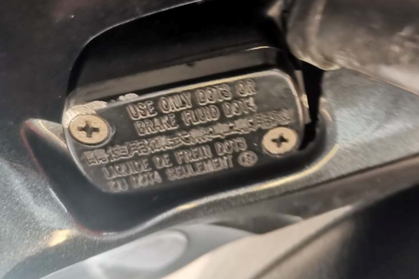 USE ONLY DOT3 OR
BRAKE FLUID DOT4
LIQUIDE DE FREIN DOT3
OU DOT4 SEULEMENT